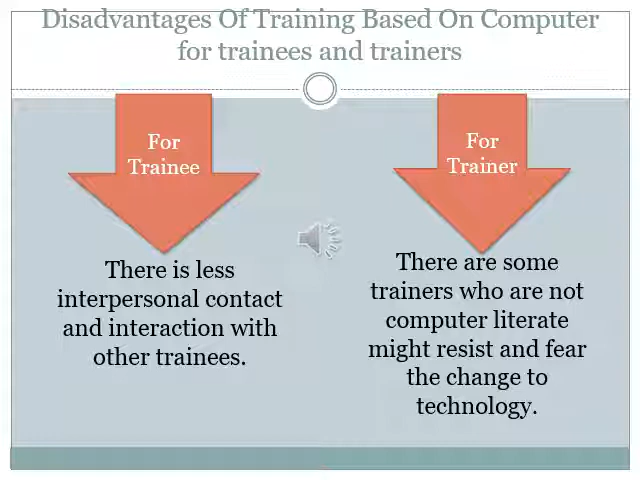 Disadvantages Of Training Based On Computer
for trainees and trainers
For
Trainee
There is less
interpersonal contact
and interaction with
other trainees.
For
Trainer
There are some
trainers who are not
computer literate
might resist and fear
the change to
technology.